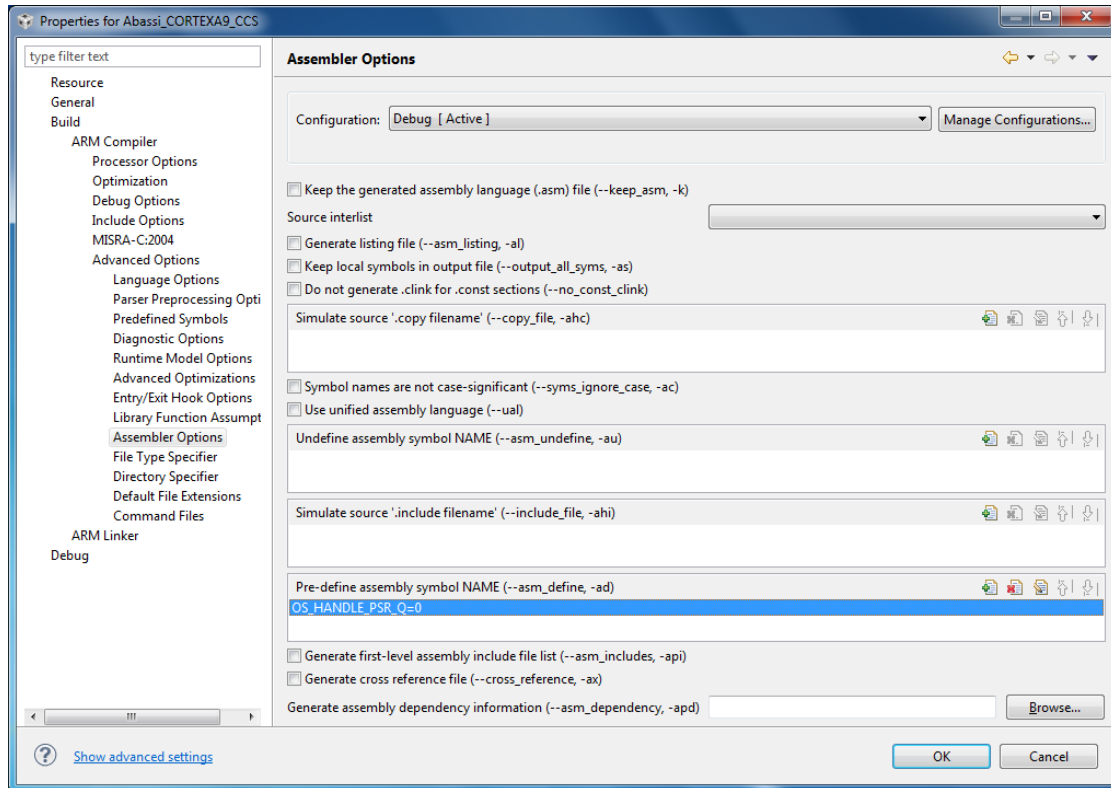 Properties for Abassi_CORTEXA9_CCS
type filter text
Resource
General
Build
ARM Compiler
Processor Options
Optimization
Debug Options
Include Options
MISRA-C:2004
Advanced Options
Language Options
Parser Preprocessing Opti
Predefined Symbols
Diagnostic Options
Runtime Model Options
Advanced Optimizations
Entry/Exit Hook Options
Library Function Assumpt
Assembler Options
File Type Specifier
Directory Specifier
Default File Extensions
Command Files
ARM Linker
Debug
Assembler Options
Configuration: Debug [ Active ] Manage Configurations...
Keep the generated assembly language (.asm) file (--keep_asm, -k)
Source interlist
Generate listing file (--asm_listing, -al)
Keep local symbols in output file (--output_all_syms, -as)
Do not generate .clink for .const sections (--no_const_clink)
Simulate source '.copy filename' (--copy_file, -ahc)
Symbol names are not case-significant (--syms_ignore_case, -ac)
Use unified assembly language (--ual)
Undefine assembly symbol NAME (--asm_undefine, -au)
Simulate source '.include filename' (--include_file, -ahi)
Pre-define assembly symbol NAME (--asm_define, -ad)
OS_HANDLE_PSR_Q=0
Generate first-level assembly include file list (--asm_includes, -api)
Generate cross reference file (--cross_reference, -ax)
Generate assembly dependency information (--asm_dependency, -apd) Browse...
Show advanced settings
OK Cancel